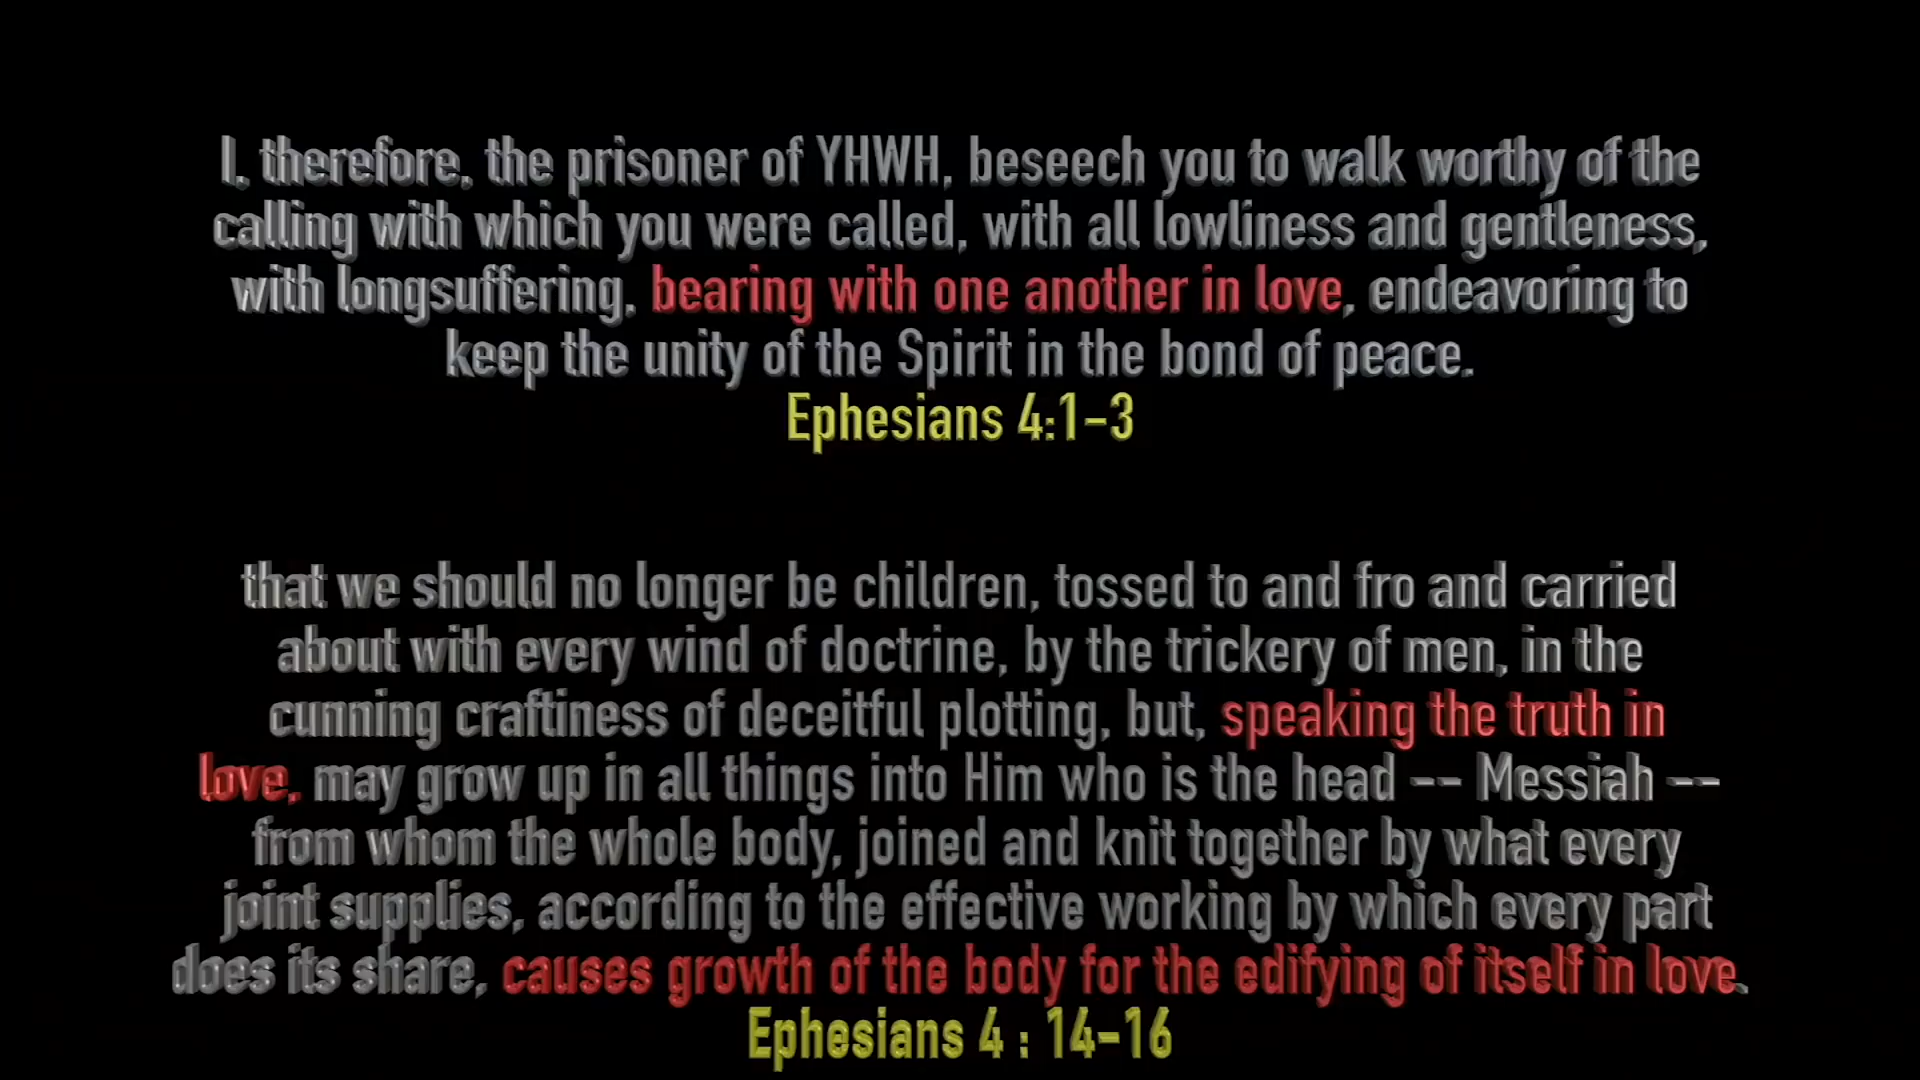 I, therefore, the prisoner of YHWH, beseech you to walk worthy of the
calling with which you were called, with all lowliness and gentleness,
with longsuffering, bearing with one another in love, endeavoring to
keep the unity of the Spirit in the bond of peace.
Ephesians 4:1-3
that we should no longer be children, tossed to and fro and carried
about with every wind of doctrine, by the trickery of men, in the
cunning craftiness of deceitful plotting, but, speaking the truth in
love, may grow up in all things into Him who is the head -- Messiah --
from whom the whole body, joined and knit together by what every
joint supplies, according to the effective working by which every part
does its share, causes growth of the body for the edifying of itself in love.
Ephesians 4 : 14-16